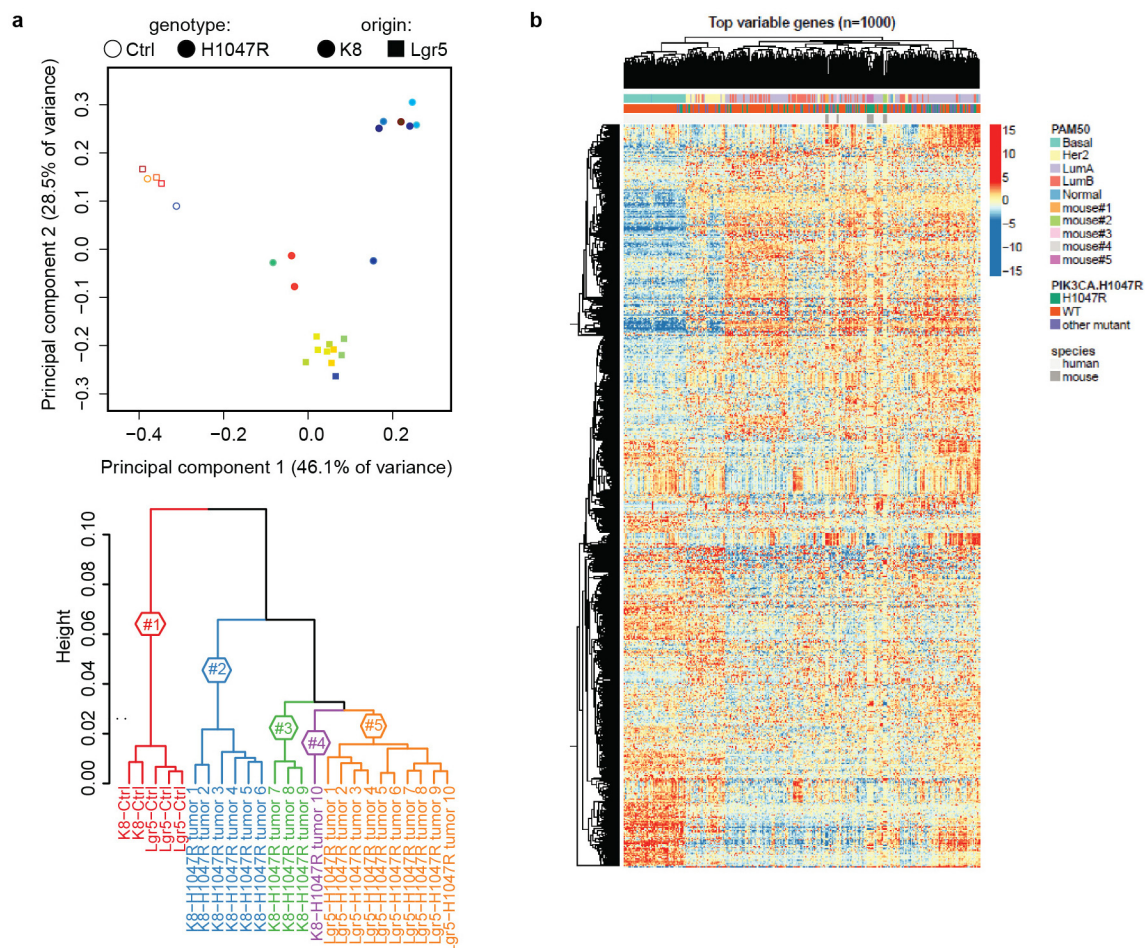 a
genotype: origin:
Ctrl H1047R K8 Lgr5
Principal component 2 (28.5% of variance)
0.3
0.2
0.1
0.0
−0.1
−0.2
−0.3
−0.4 −0.2 0.0 0.2
Principal component 1 (46.1% of variance)
Height
0.10
0.08
0.06
0.04
0.02
0.00
#1
#2
#3
#4
#5
K8−Ctrl
K8−Ctrl
Lgr5−Ctrl
Lgr5−Ctrl
Lgr5−Ctrl
K8−H1047R tumor 1
K8−H1047R tumor 2
K8−H1047R tumor 3
K8−H1047R tumor 4
K8−H1047R tumor 5
K8−H1047R tumor 6
K8−H1047R tumor 7
K8−H1047R tumor 8
K8−H1047R tumor 9
K8−H1047R tumor 10
Lgr5−H1047R tumor 1
Lgr5−H1047R tumor 2
Lgr5−H1047R tumor 3
Lgr5−H1047R tumor 4
Lgr5−H1047R tumor 5
Lgr5−H1047R tumor 6
Lgr5−H1047R tumor 7
Lgr5−H1047R tumor 8
Lgr5−H1047R tumor 9
Lgr5−H1047R tumor 10
b
Top variable genes (n=1000)
15
10
5
0
−5
−10
−15
PAM50
Basal
Her2
LumA
LumB
Normal
mouse#1
mouse#2
mouse#3
mouse#4
mouse#5
PIK3CA.H1047R
H1047R
WT
other mutant
species
human
mouse